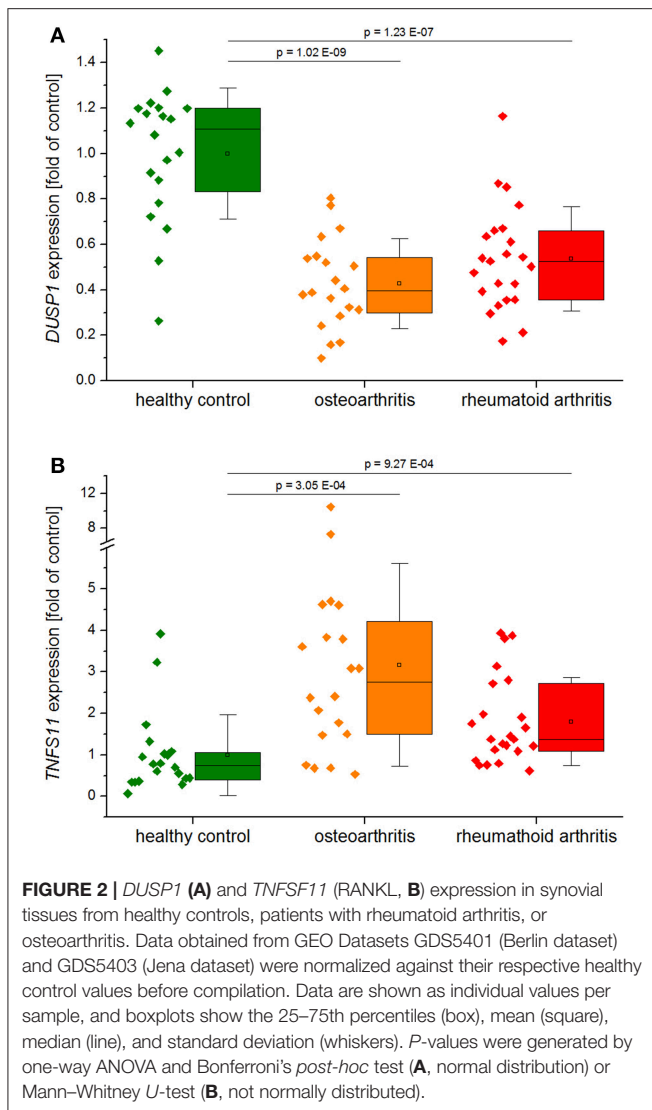 A
p = 1.23 E-07
p = 1.02 E-09
DUSP1 expression [fold of control]
1.4
1.2
1.0
0.8
0.6
0.4
0.2
0.0
healthy control osteoarthritis rheumatoid arthritis
B
p = 9.27 E-04
p = 3.05 E-04
TNFS11 expression [fold of control]
12
8
5
4
3
2
1
0
healthy control osteoarthritis rheumathoid arthritis
FIGURE 2 | DUSP1 (A) and TNFSF11 (RANKL, B) expression in synovial
tissues from healthy controls, patients with rheumatoid arthritis, or
osteoarthritis. Data obtained from GEO Datasets GDS5401 (Berlin dataset)
and GDS5403 (Jena dataset) were normalized against their respective healthy
control values before compilation. Data are shown as individual values per
sample, and boxplots show the 25–75th percentiles (box), mean (square),
median (line), and standard deviation (whiskers). P-values were generated by
one-way ANOVA and Bonferroni's post-hoc test (A, normal distribution) or
Mann–Whitney U-test (B, not normally distributed).